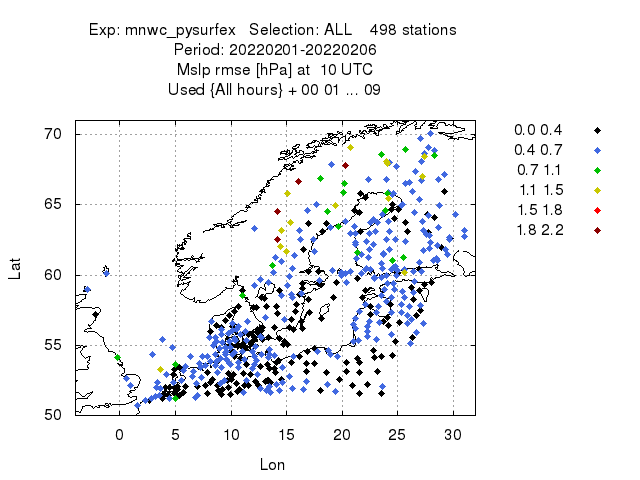 Exp: mnwc_pysurfex   Selection: ALL    498 stations
Period: 20220201-20220206
Mslp rmse [hPa] at  10 UTC
Used {All hours} + 00 01 ... 09
70
65
60
55
50
0 5 10 15 20 25 30
Lat
Lon
0.0 0.4
0.4 0.7
0.7 1.1
1.1 1.5
1.5 1.8
1.8 2.2